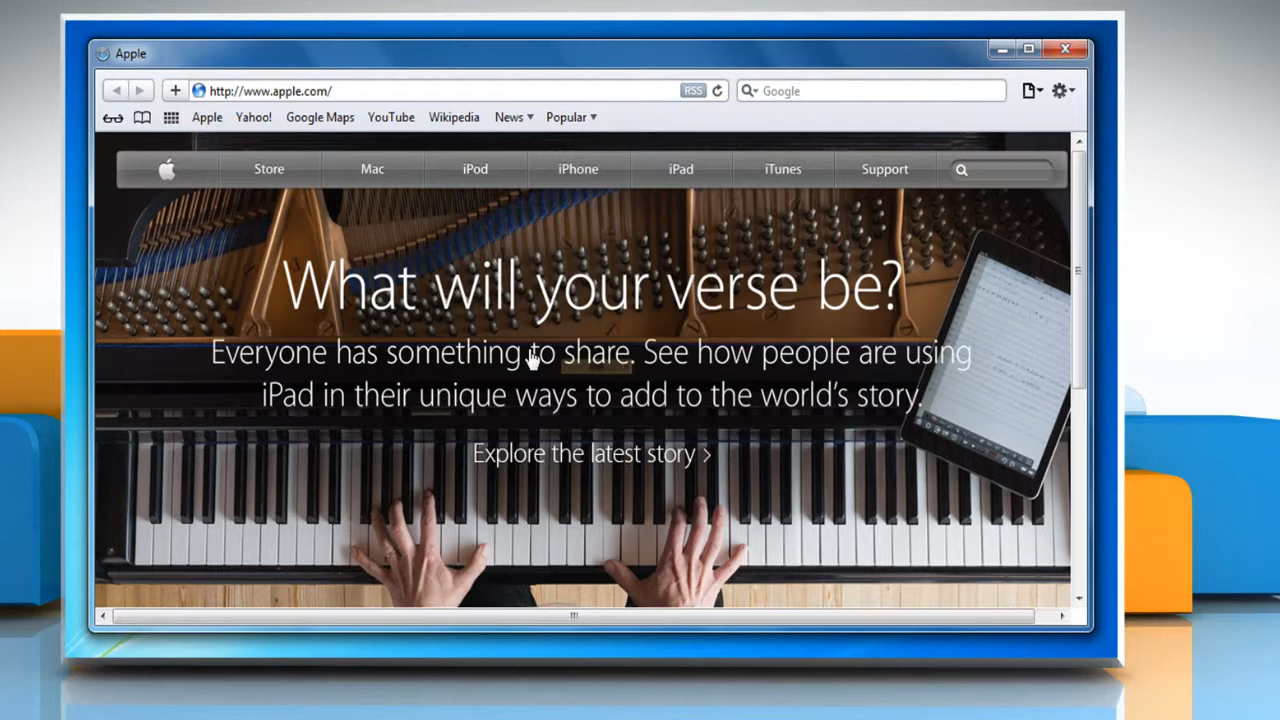 Apple
http://www.apple.com/ RSS Google
Apple Yahoo! Google Maps YouTube Wikipedia News Popular
Store Mac iPod iPhone iPad iTunes Support
What will your verse be?
Everyone has something to share. See how people are using
iPad in their unique ways to add to the world's story.
Explore the latest story >